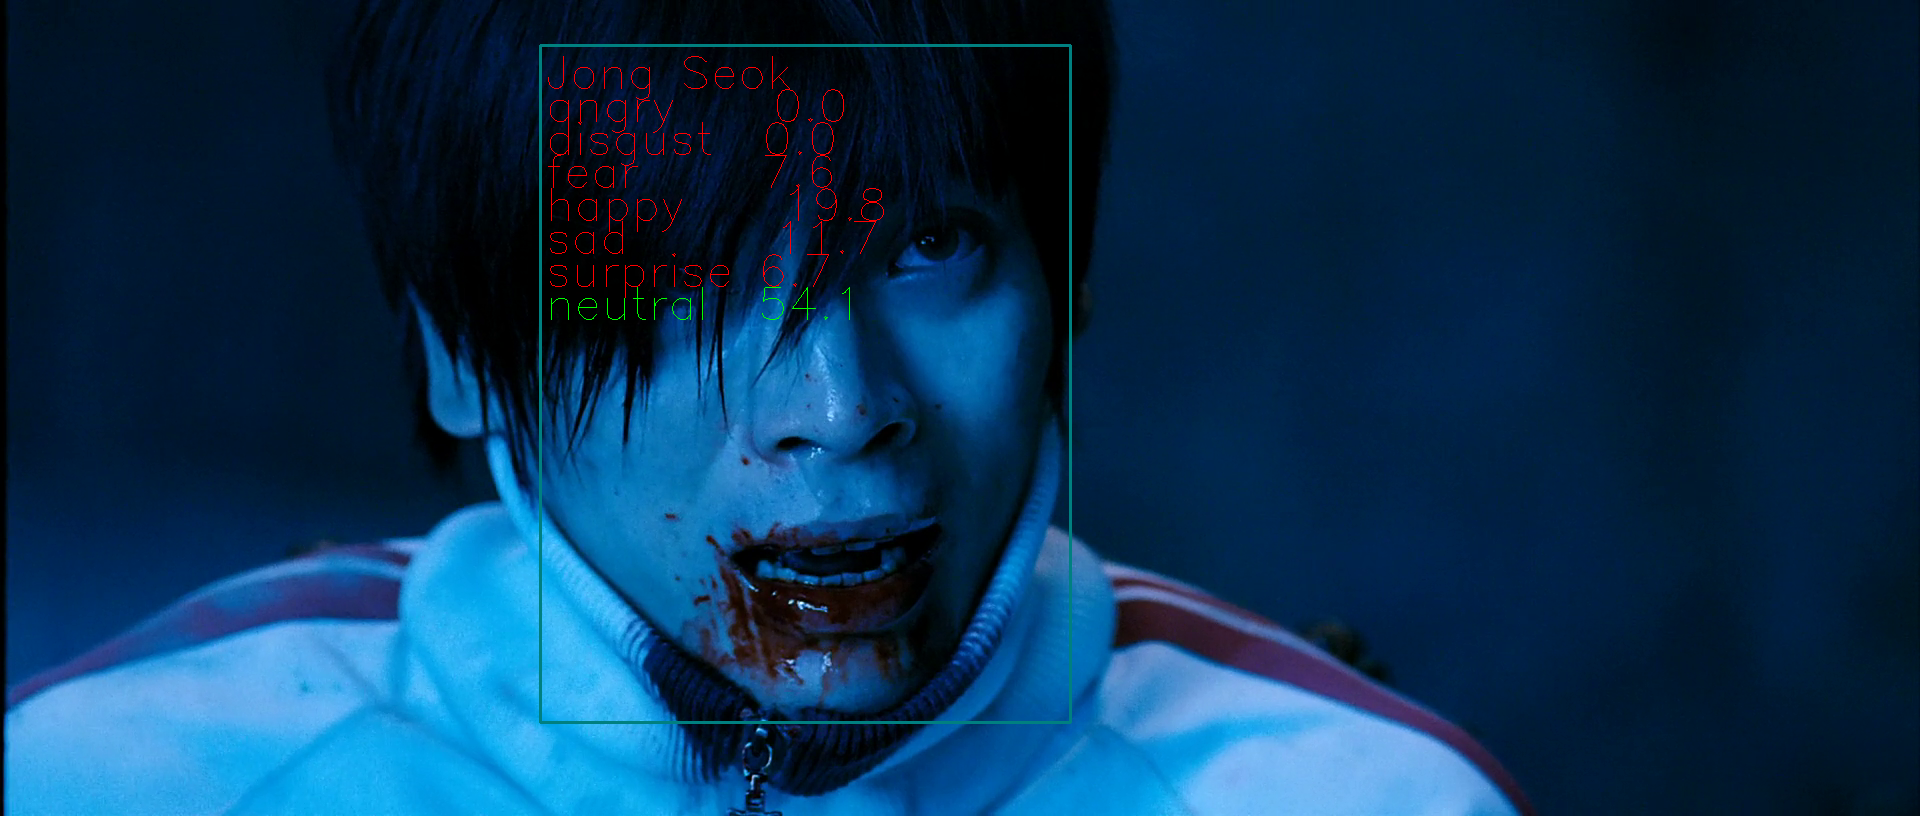 Jong Seok
angry 0.0
disgust 0.0
fear 7.6
happy 19.8
sad 11.7
surprise 6.7
neutral 54.1